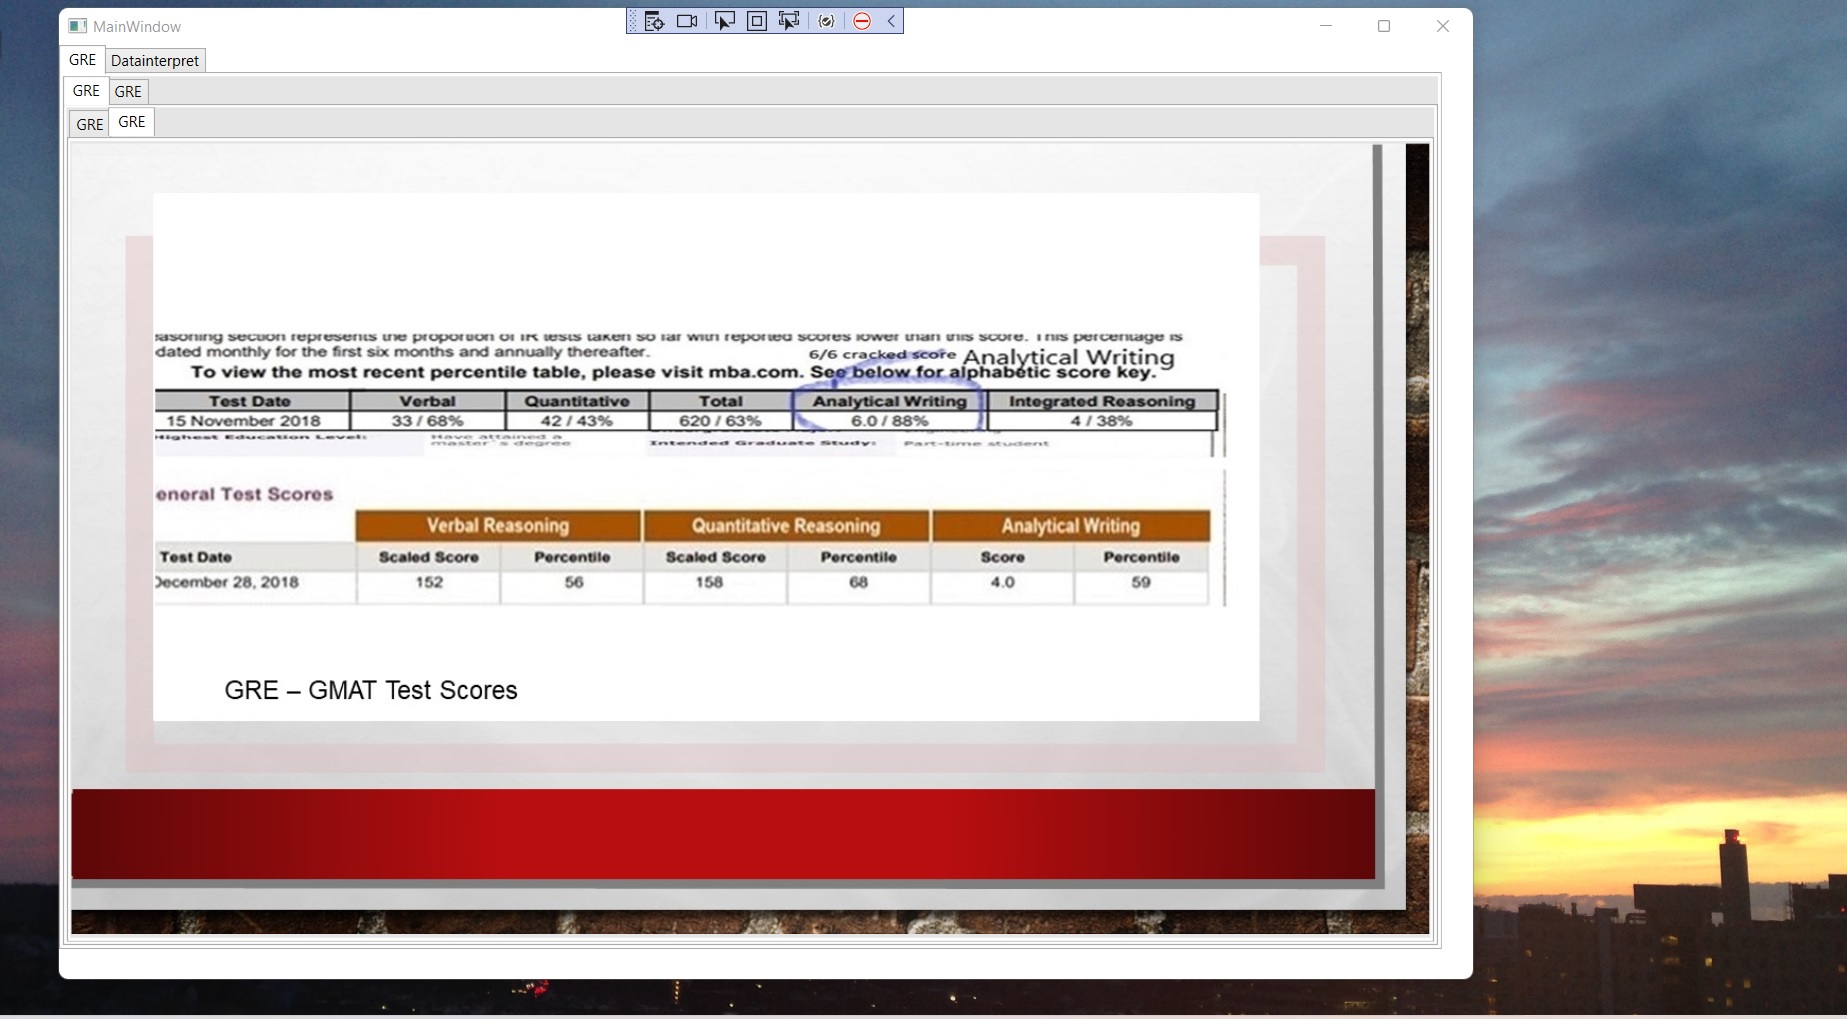 MainWindow
GRE Datainterpret
GRE GRE
GRE GRE
easoning section represents the proportion of IR tests taken so far with reported scores lower than this score. This percentage is
dated monthly for the first six months and annually thereafter.
6/6 cracked score Analytical Writing
To view the most recent percentile table, please visit mba.com. See below for alphabetic score key.
Test Date Verbal Quantitative Total Analytical Writing Integrated Reasoning
15 November 2018 33 / 68% 42 / 43% 620 / 63% 6.0 / 88% 4 / 38%
Highest Education Level: Have attained a master's degree Intended Graduate Study: Part-time student
eneral Test Scores
Verbal Reasoning Quantitative Reasoning Analytical Writing
Test Date Scaled Score Percentile Scaled Score Percentile Score Percentile
December 28, 2018 152 56 158 68 4.0 59
GRE – GMAT Test Scores